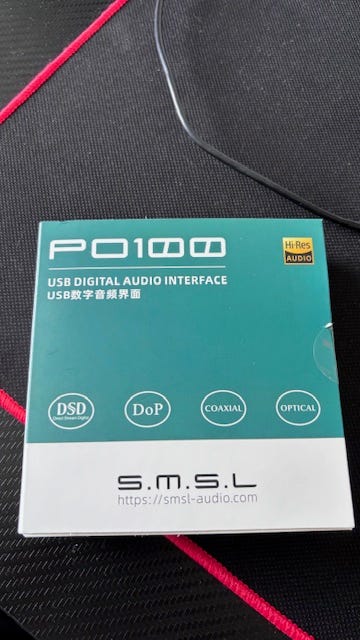 PO100
Hi-Res
AUDIO
USB DIGITAL AUDIO INTERFACE
USB数字音频界面
DSD
Direct Stream Digital
DoP
COAXIAL
OPTICAL
S.M.S.L
https://smsl-audio.com